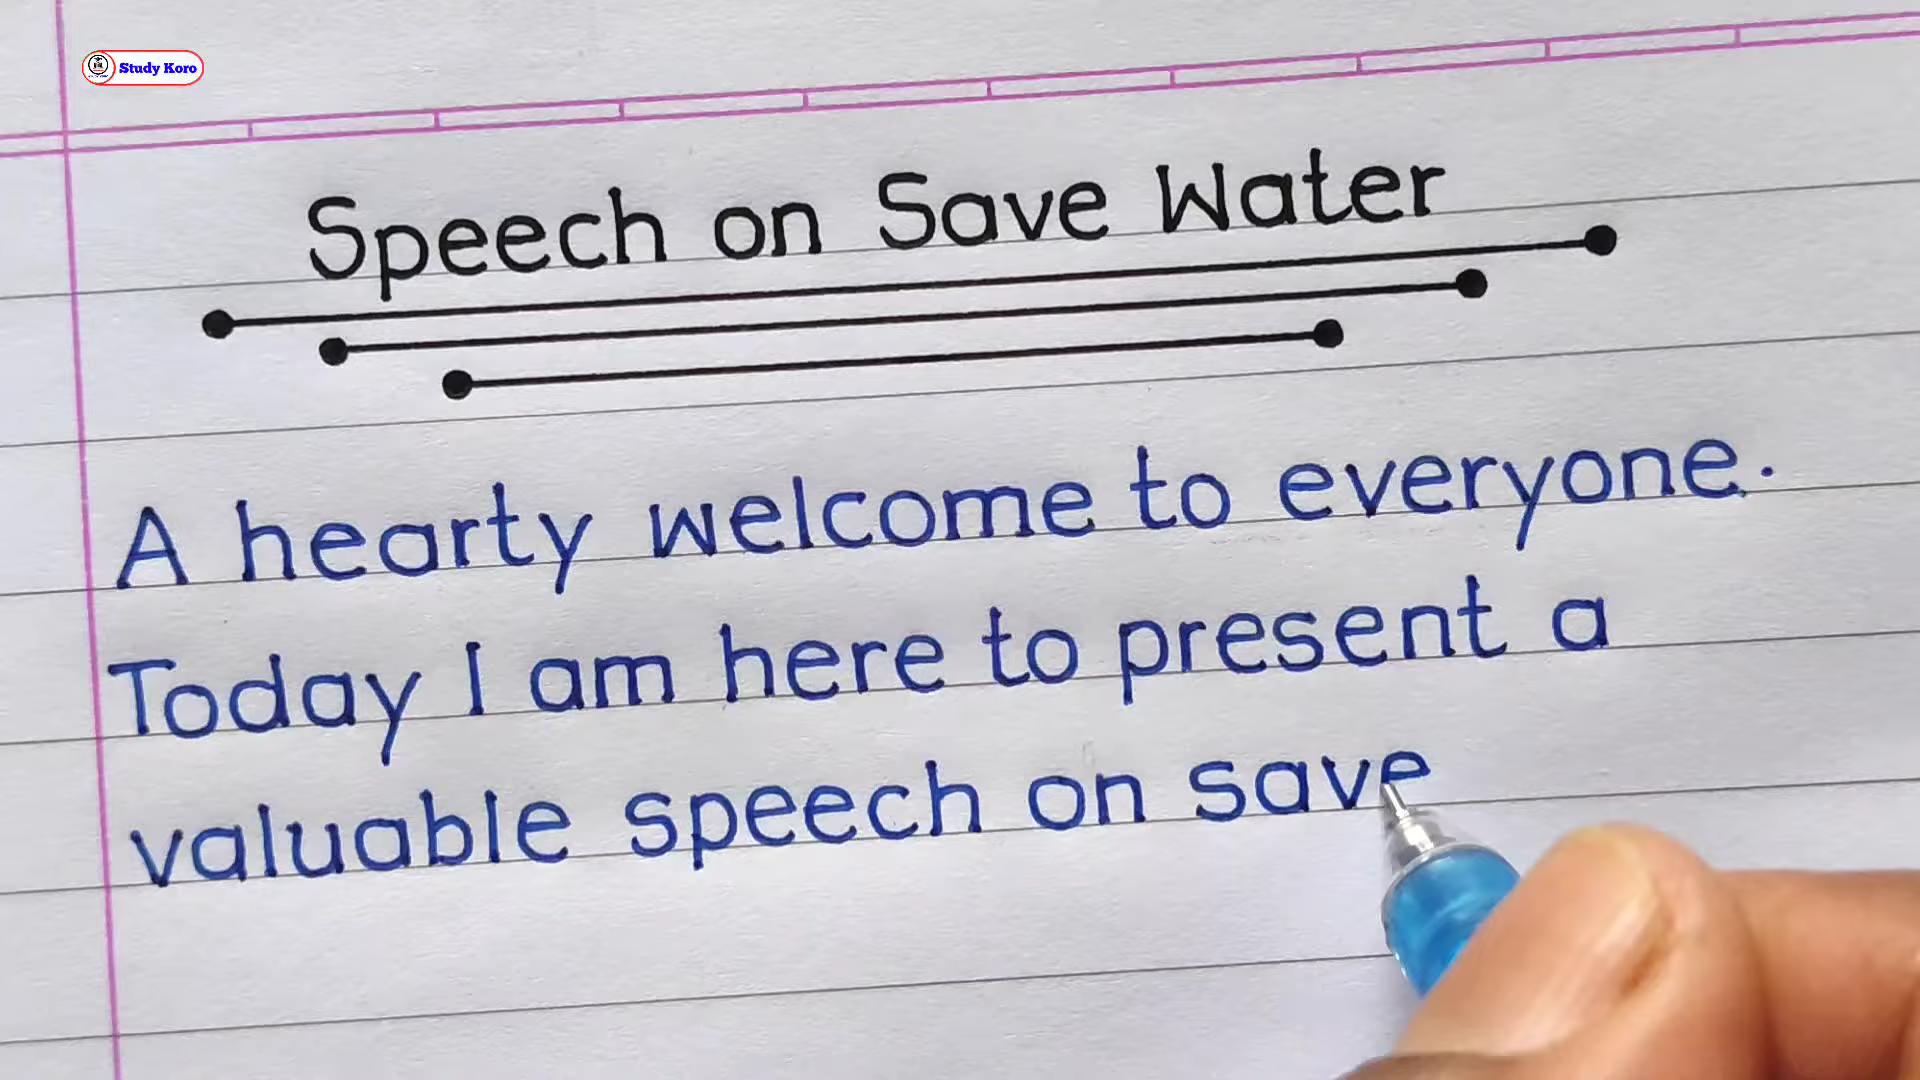 Study Koro
Speech on Save Water
A hearty welcome to everyone.
Today I am here to present a
valuable speech on save